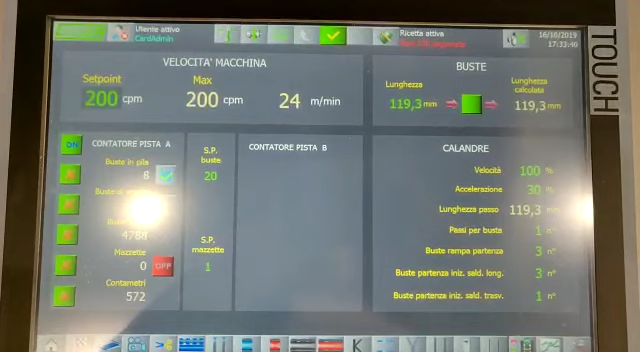 Utente attivo
CardAdmin
Ricetta attiva
16/10/2019
17:33:40
TOUCH
VELOCITA' MACCHINA
Setpoint
Max
200 cpm
200 cpm
24 m/min
BUSTE
Lunghezza
Lunghezza calcolata
119,3 mm
119,3 mm
ON
CONTATORE PISTA A
Buste in pila
8
4788
Mazzette
0
OFF
Contametri
572
S.P. buste
20
S.P. mazzette
1
CONTATORE PISTA B
CALANDRE
Velocità 100 %
Accelerazione 30 %
Lunghezza passo 119,3 mm
Passi per busta 1 n°
Buste rampa partenza 3 n°
Buste partenza iniz. sald. long. 3 n°
Buste partenza iniz. sald. trasv. 1 n°